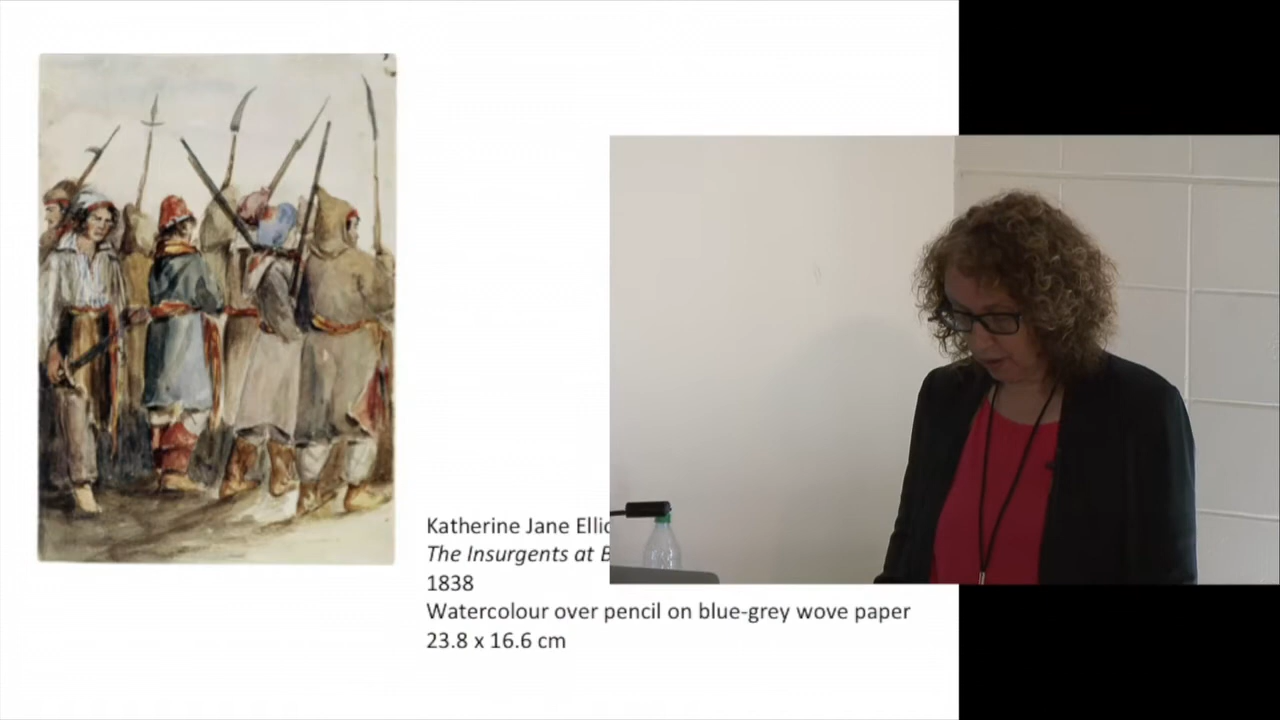 Katherine Jane Ellic
The Insurgents at B
1838
Watercolour over pencil on blue-grey wove paper
23.8 x 16.6 cm